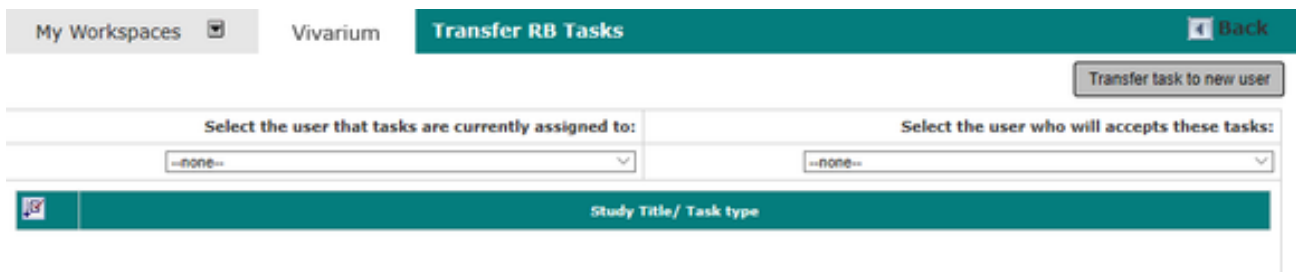 My Workspaces Vivarium Transfer RB Tasks Back
Transfer task to new user
Select the user that tasks are currently assigned to: Select the user who will accepts these tasks:
--none-- --none--
Study Title/ Task type